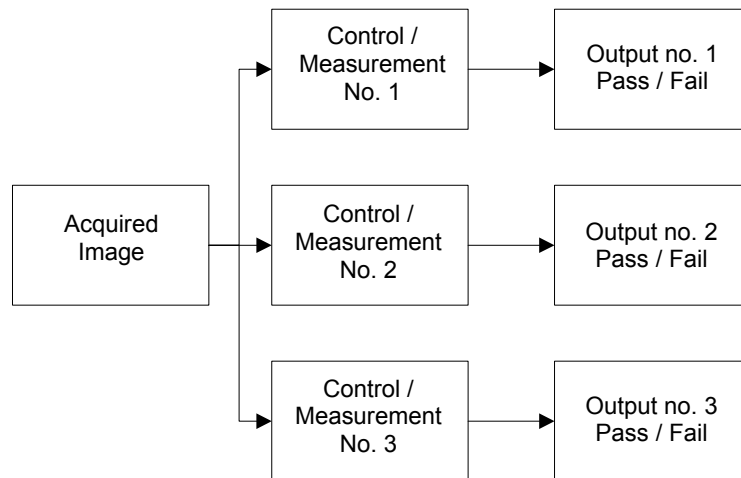 Control /
Measurement
No. 1
Output no. 1
Pass / Fail
Acquired
Image
Control /
Measurement
No. 2
Output no. 2
Pass / Fail
Control /
Measurement
No. 3
Output no. 3
Pass / Fail